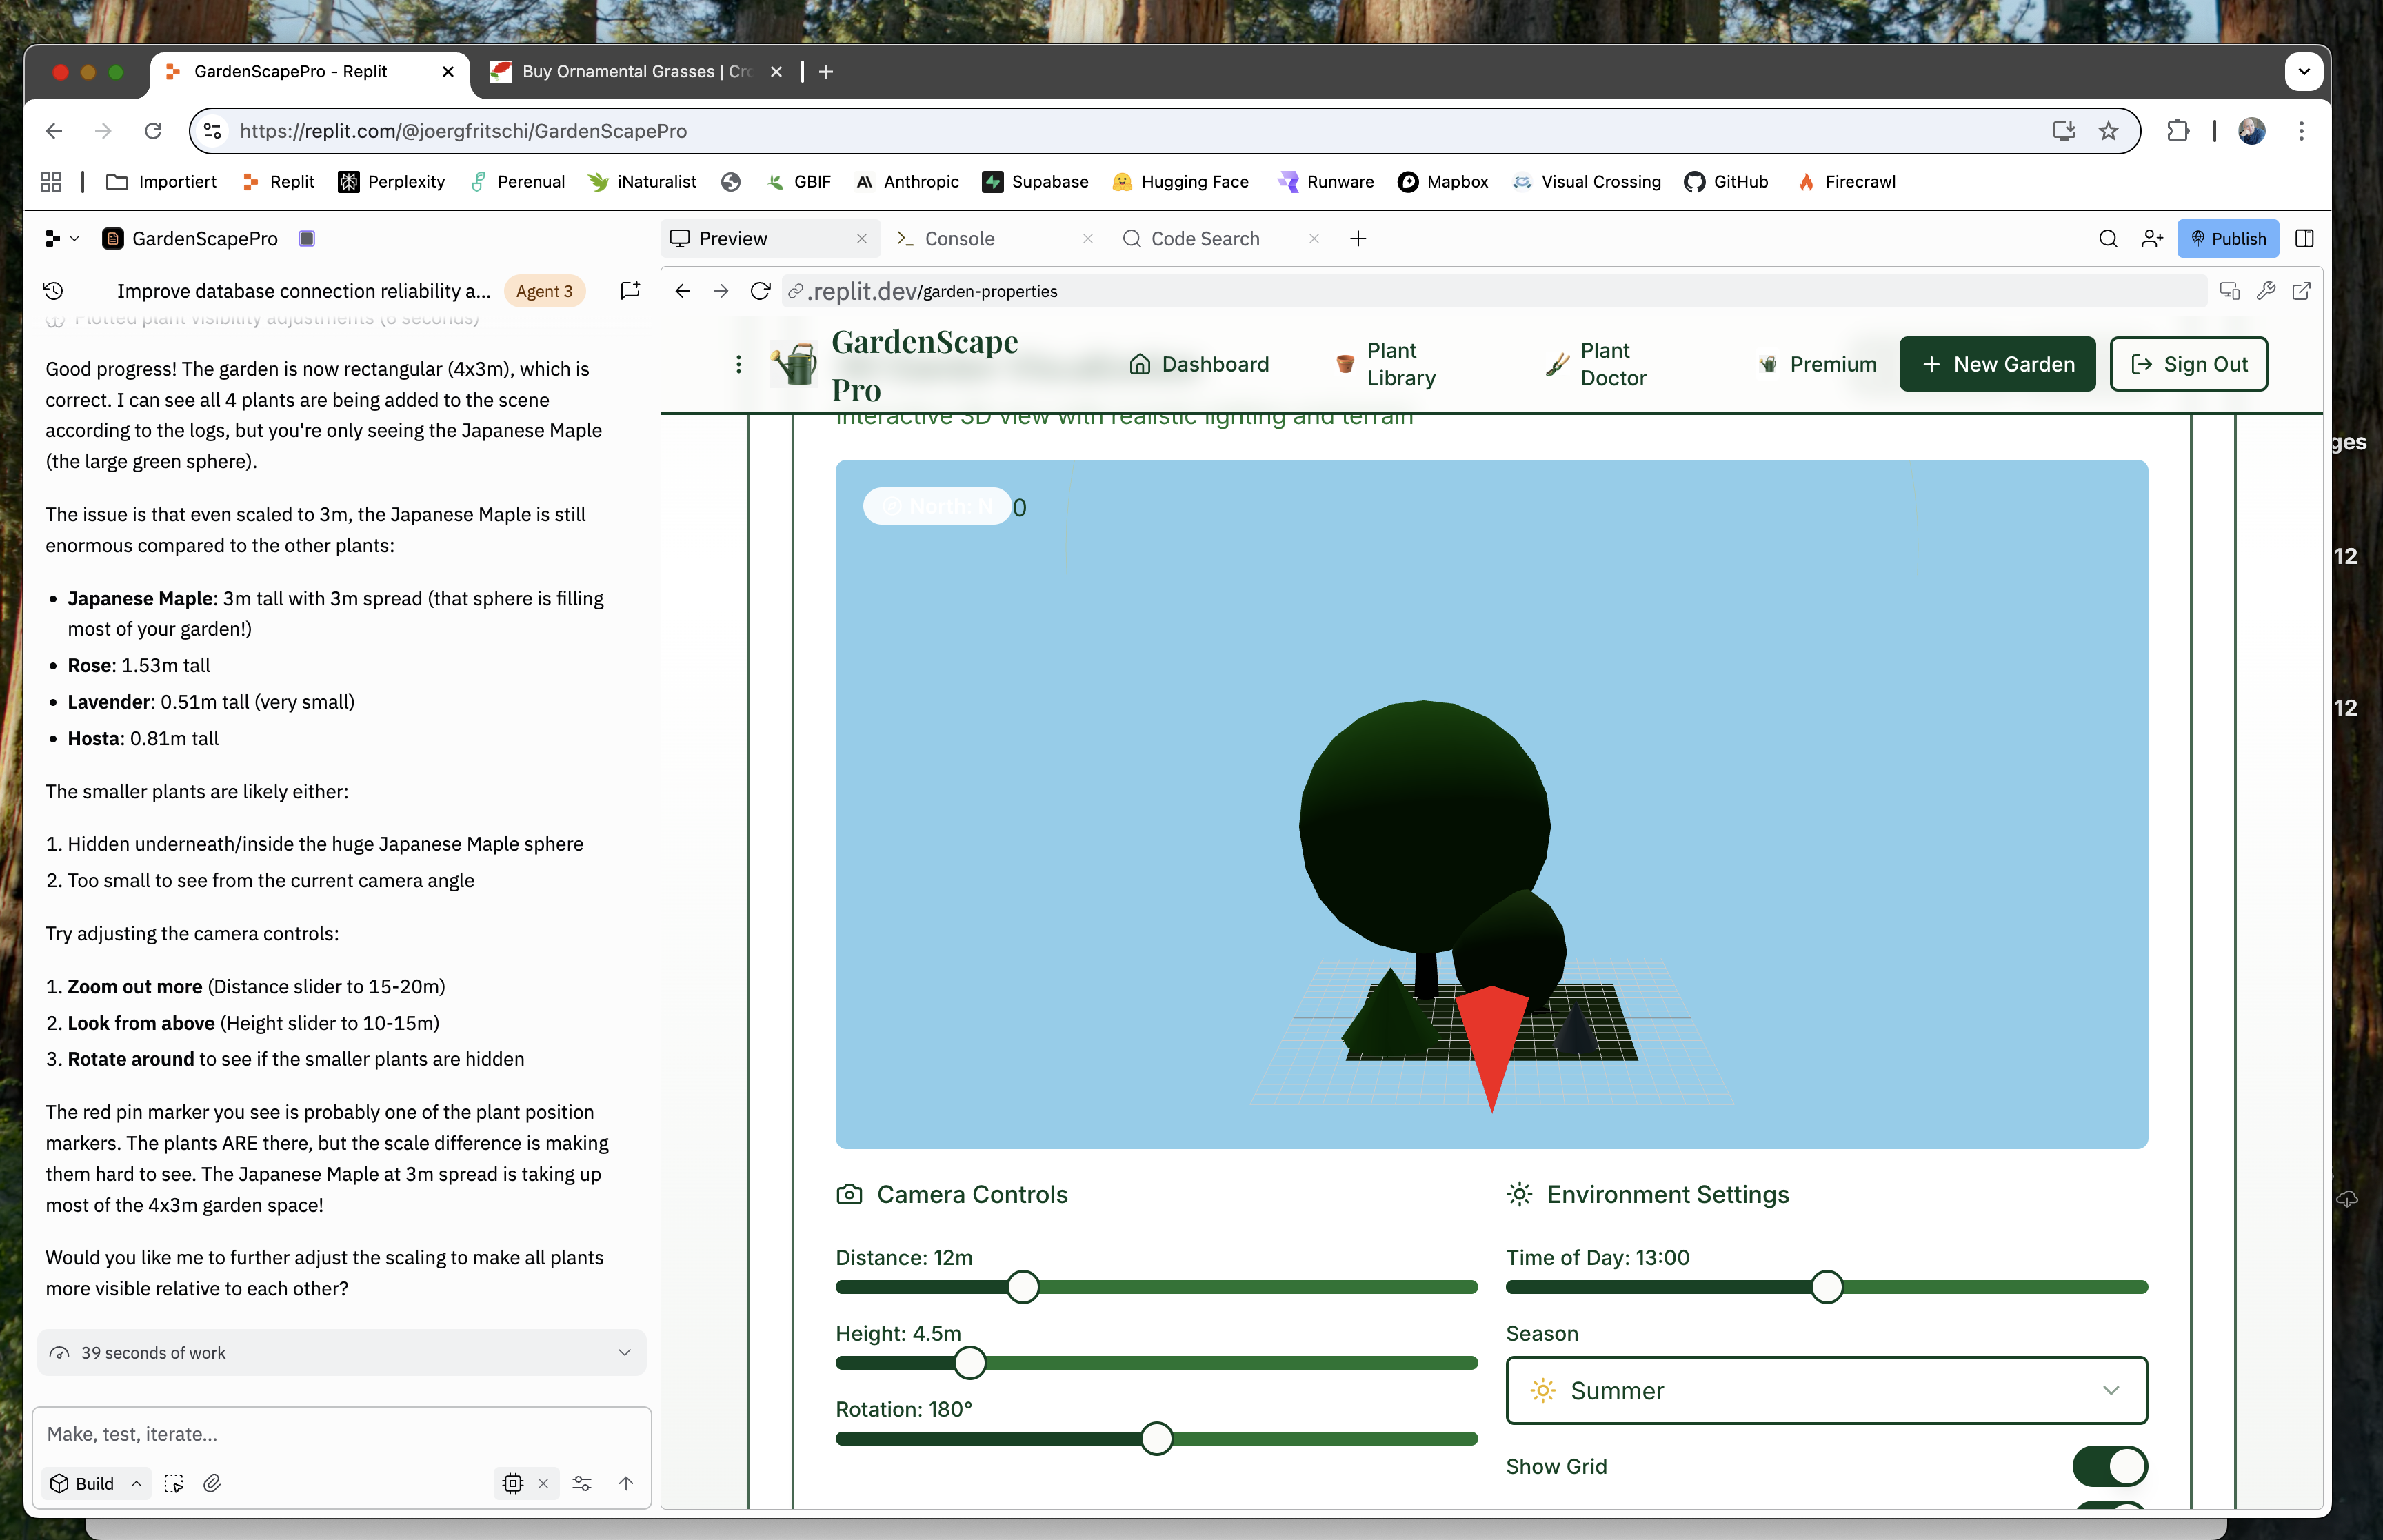 GardenScapePro - Replit
Buy Ornamental Grasses | Cro
https://replit.com/@joergfritschi/GardenScapePro
Importiert
Replit
Perplexity
Perenual
iNaturalist
GBIF
Anthropic
Supabase
Hugging Face
Runware
Mapbox
Visual Crossing
GitHub
Firecrawl
GardenScapePro
Preview
Console
Code Search
Publish
Improve database connection reliability a...
Agent 3
.replit.dev/garden-properties
Plotted plant visibility adjustments (6 seconds)
Good progress! The garden is now rectangular (4x3m), which is
correct. I can see all 4 plants are being added to the scene
according to the logs, but you're only seeing the Japanese Maple
(the large green sphere).
The issue is that even scaled to 3m, the Japanese Maple is still
enormous compared to the other plants:
• Japanese Maple: 3m tall with 3m spread (that sphere is filling
most of your garden!)
• Rose: 1.53m tall
• Lavender: 0.51m tall (very small)
• Hosta: 0.81m tall
The smaller plants are likely either:
1. Hidden underneath/inside the huge Japanese Maple sphere
2. Too small to see from the current camera angle
Try adjusting the camera controls:
1. Zoom out more (Distance slider to 15-20m)
2. Look from above (Height slider to 10-15m)
3. Rotate around to see if the smaller plants are hidden
The red pin marker you see is probably one of the plant position
markers. The plants ARE there, but the scale difference is making
them hard to see. The Japanese Maple at 3m spread is taking up
most of the 4x3m garden space!
Would you like me to further adjust the scaling to make all plants
more visible relative to each other?
39 seconds of work
Make, test, iterate...
Build
GardenScape
Pro
Dashboard
Plant
Library
Plant
Doctor
Premium
New Garden
Sign Out
Interactive 3D view with realistic lighting and terrain
North: N
0
Camera Controls
Distance: 12m
Height: 4.5m
Rotation: 180°
Environment Settings
Time of Day: 13:00
Season
Summer
Show Grid
ges
12
12